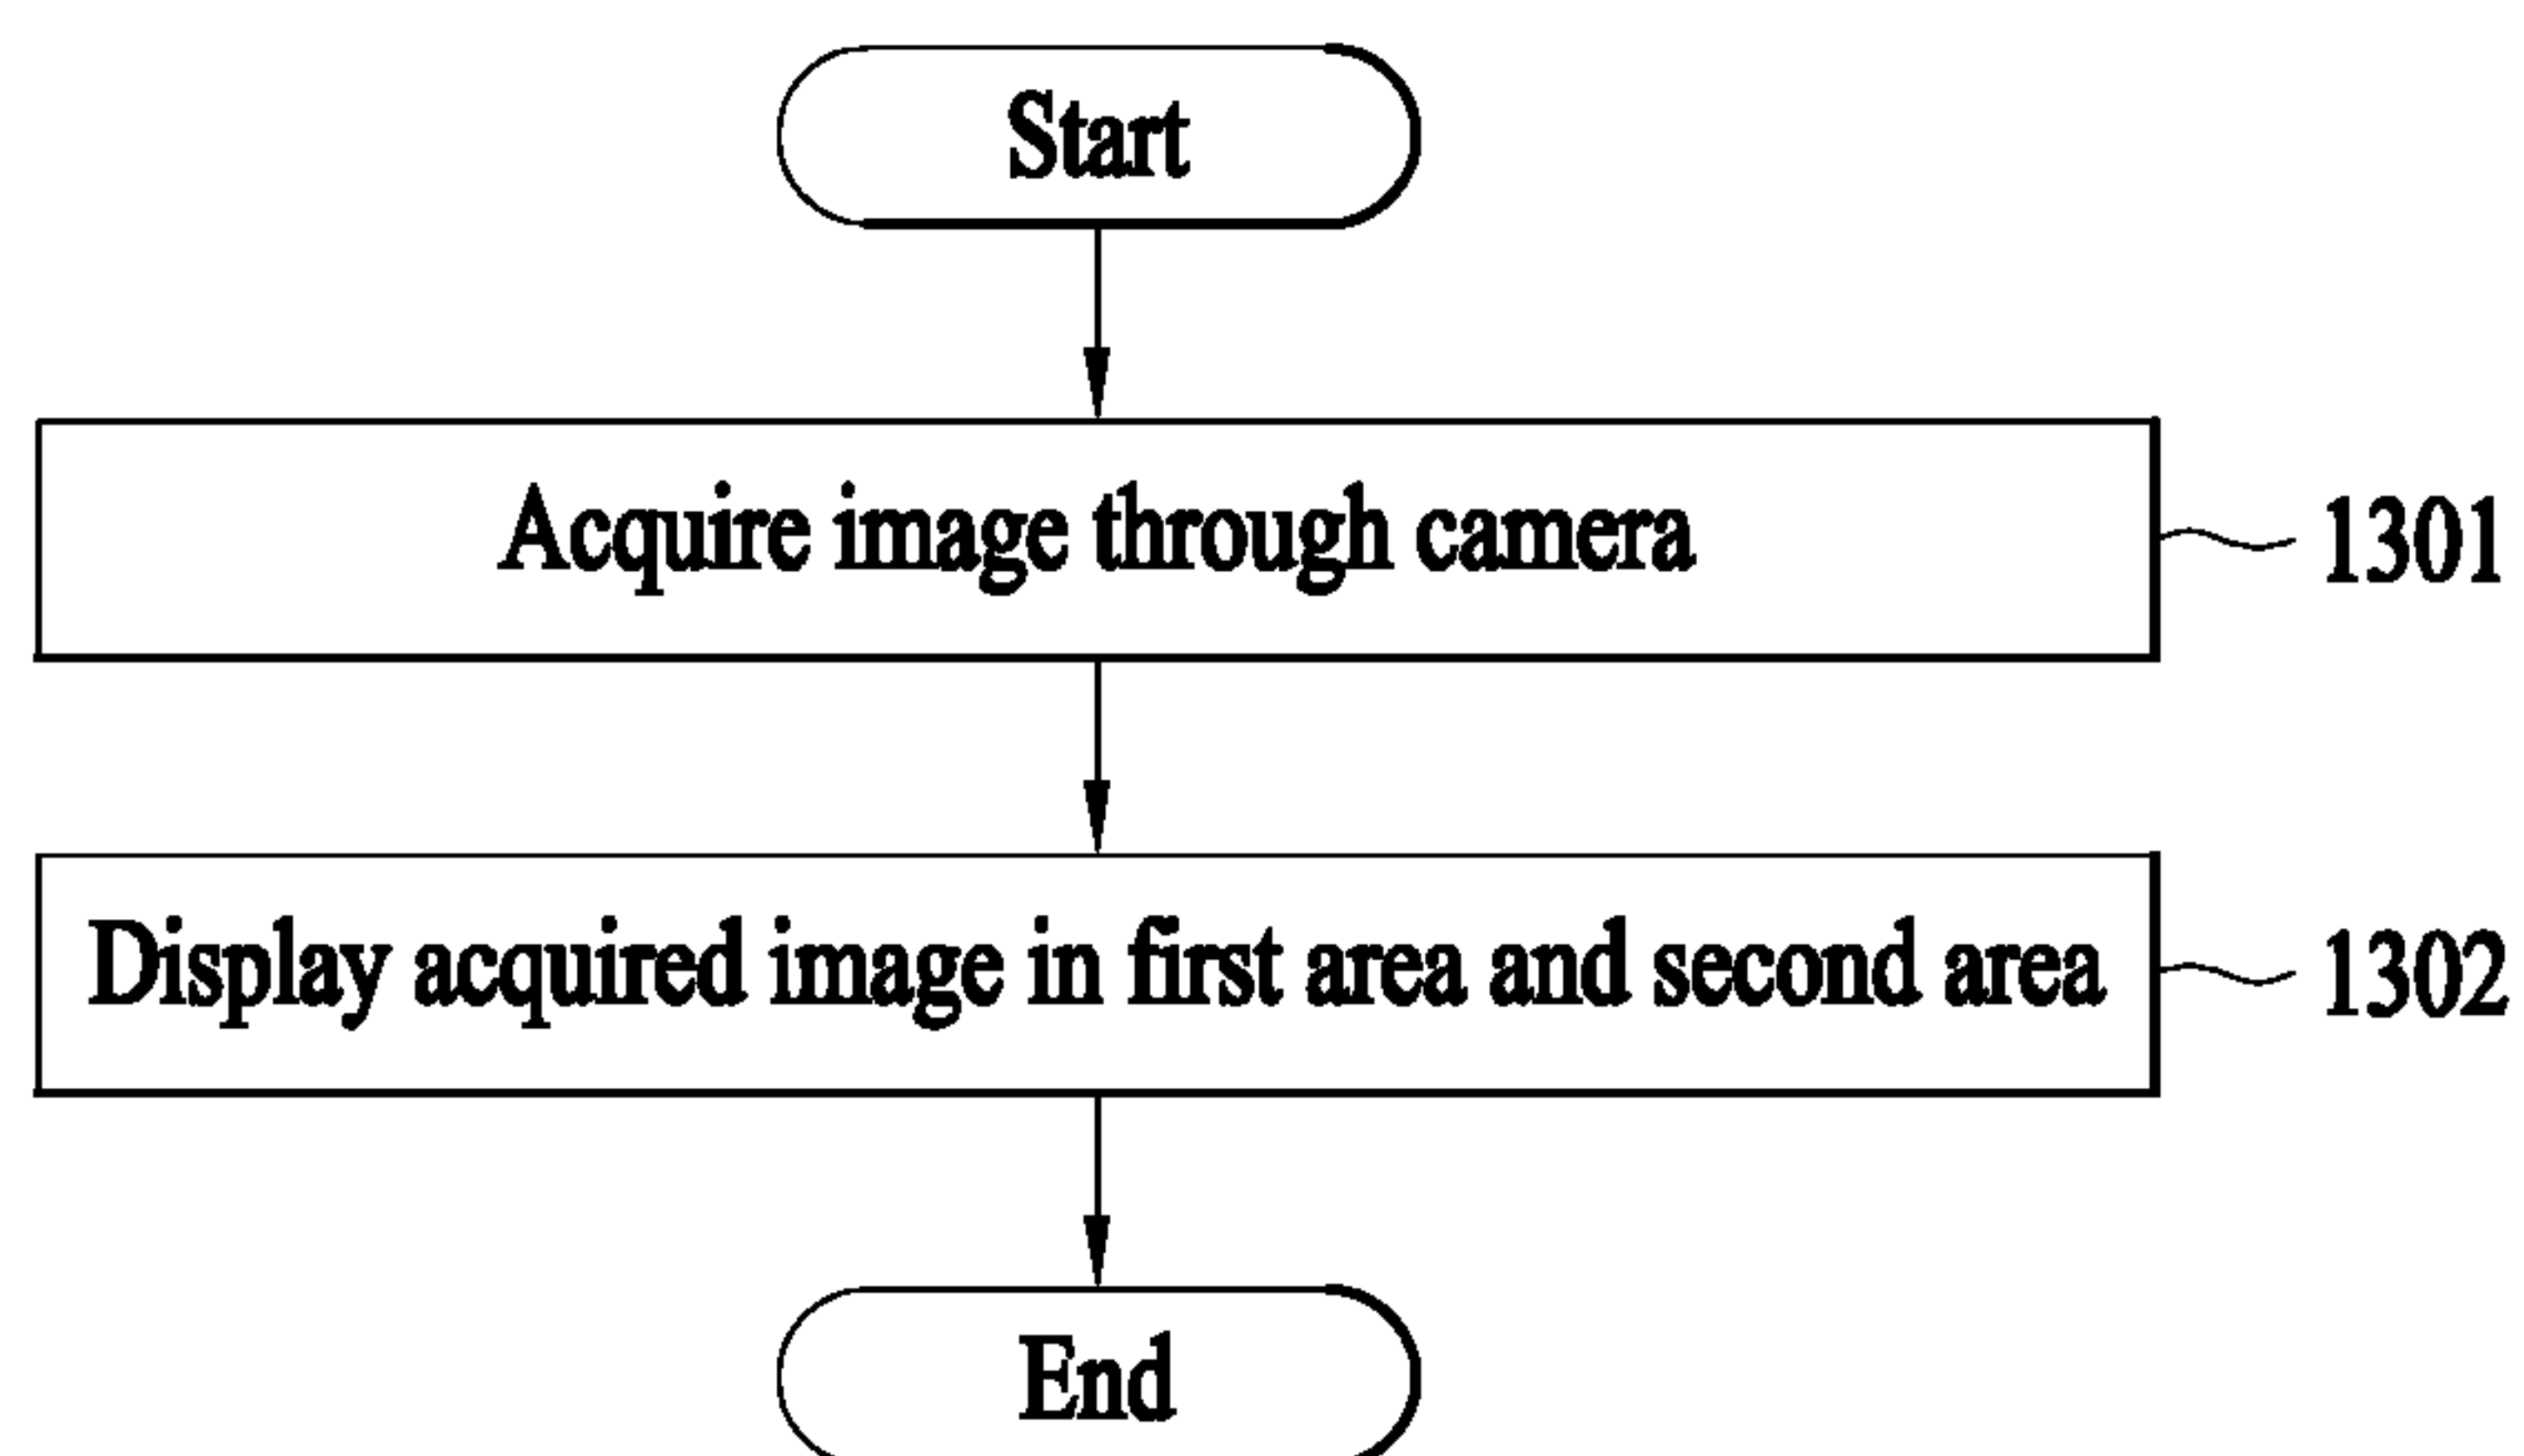 Start
Acquire image through camera
1301
Display acquired image in first area and second area
1302
End